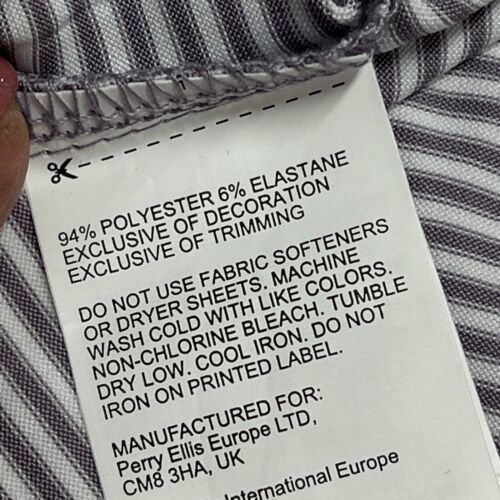 94% POLYESTER 6% ELASTANE
EXCLUSIVE OF DECORATION
EXCLUSIVE OF TRIMMING
DO NOT USE FABRIC SOFTENERS
OR DRYER SHEETS. MACHINE
WASH COLD WITH LIKE COLORS.
NON-CHLORINE BLEACH. TUMBLE
DRY LOW. COOL IRON. DO NOT
IRON ON PRINTED LABEL.
MANUFACTURED FOR:
Perry Ellis Europe LTD,
CM8 3HA, UK
International Europe